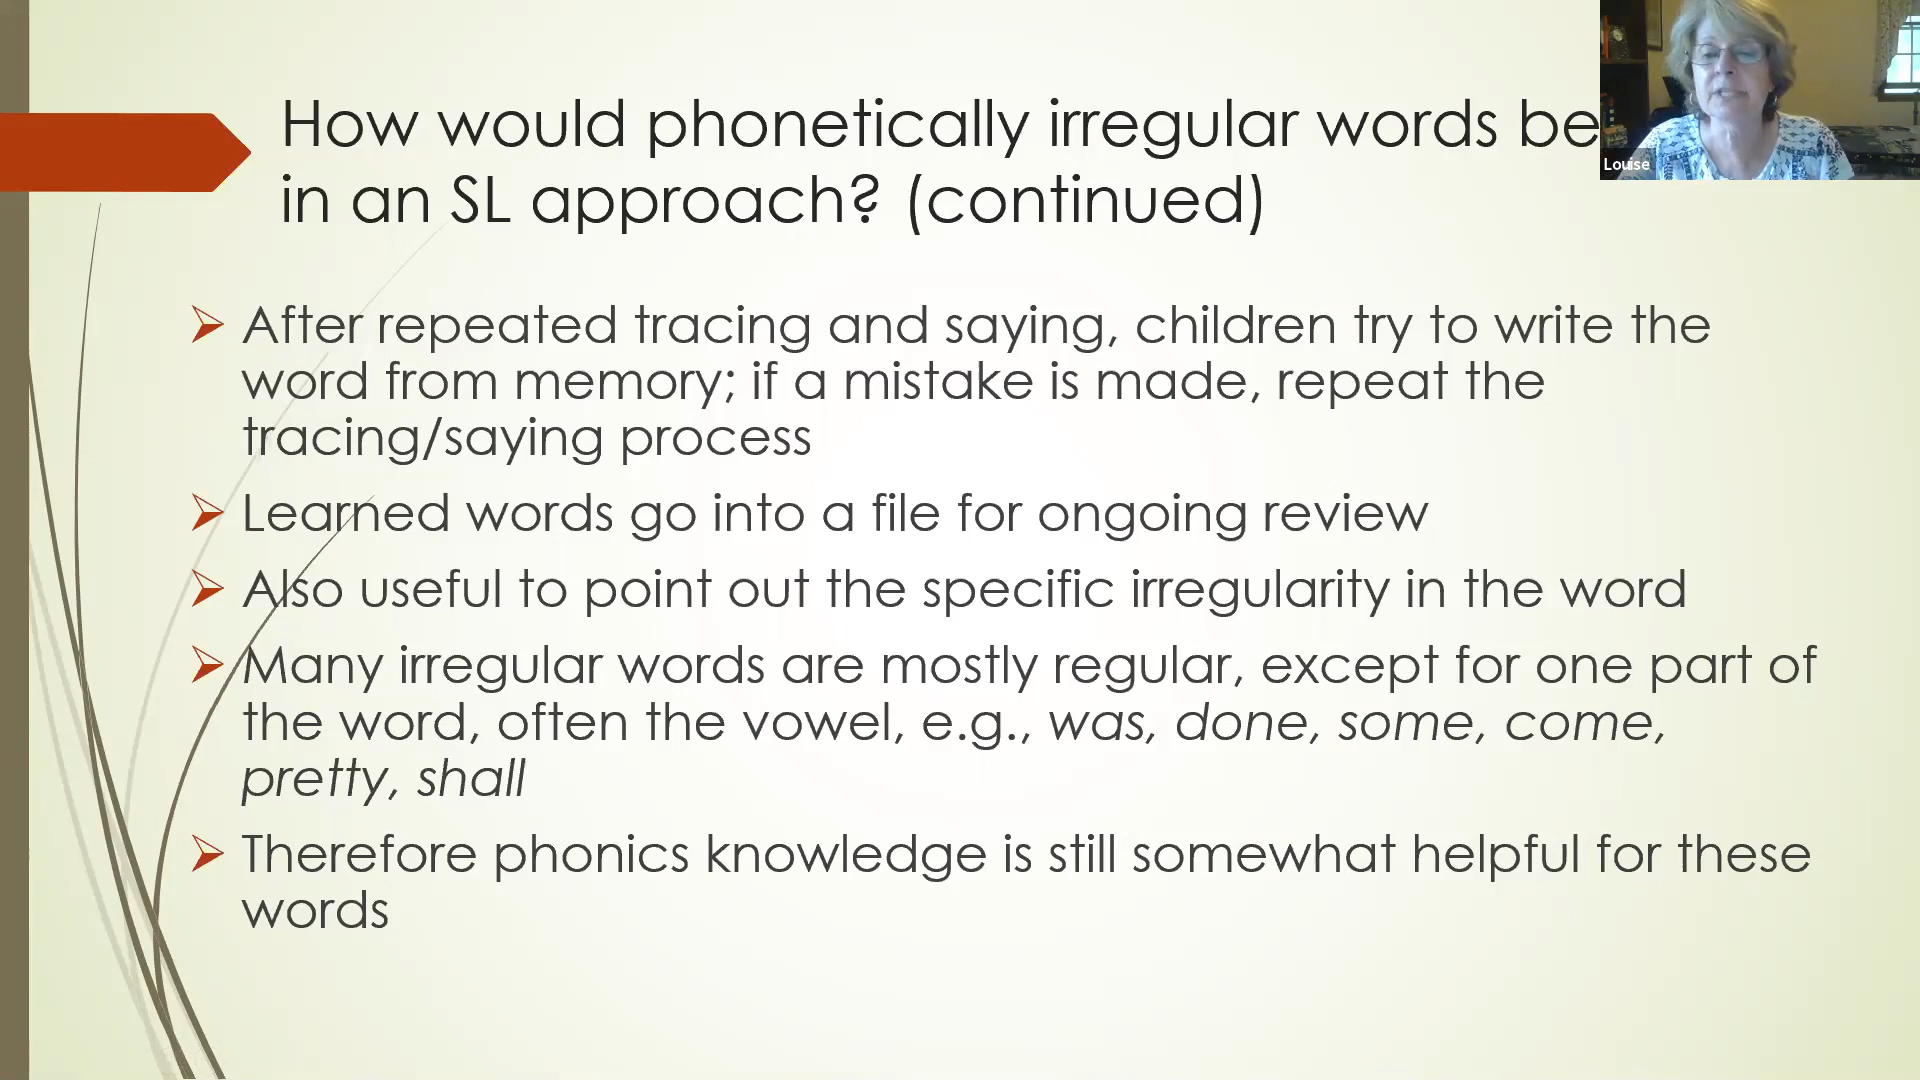 How would phonetically irregular words be
in an SL approach? (continued)
Louise
After repeated tracing and saying, children try to write the
word from memory; if a mistake is made, repeat the
tracing/saying process
Learned words go into a file for ongoing review
Also useful to point out the specific irregularity in the word
Many irregular words are mostly regular, except for one part of
the word, often the vowel, e.g., was, done, some, come,
pretty, shall
Therefore phonics knowledge is still somewhat helpful for these
words